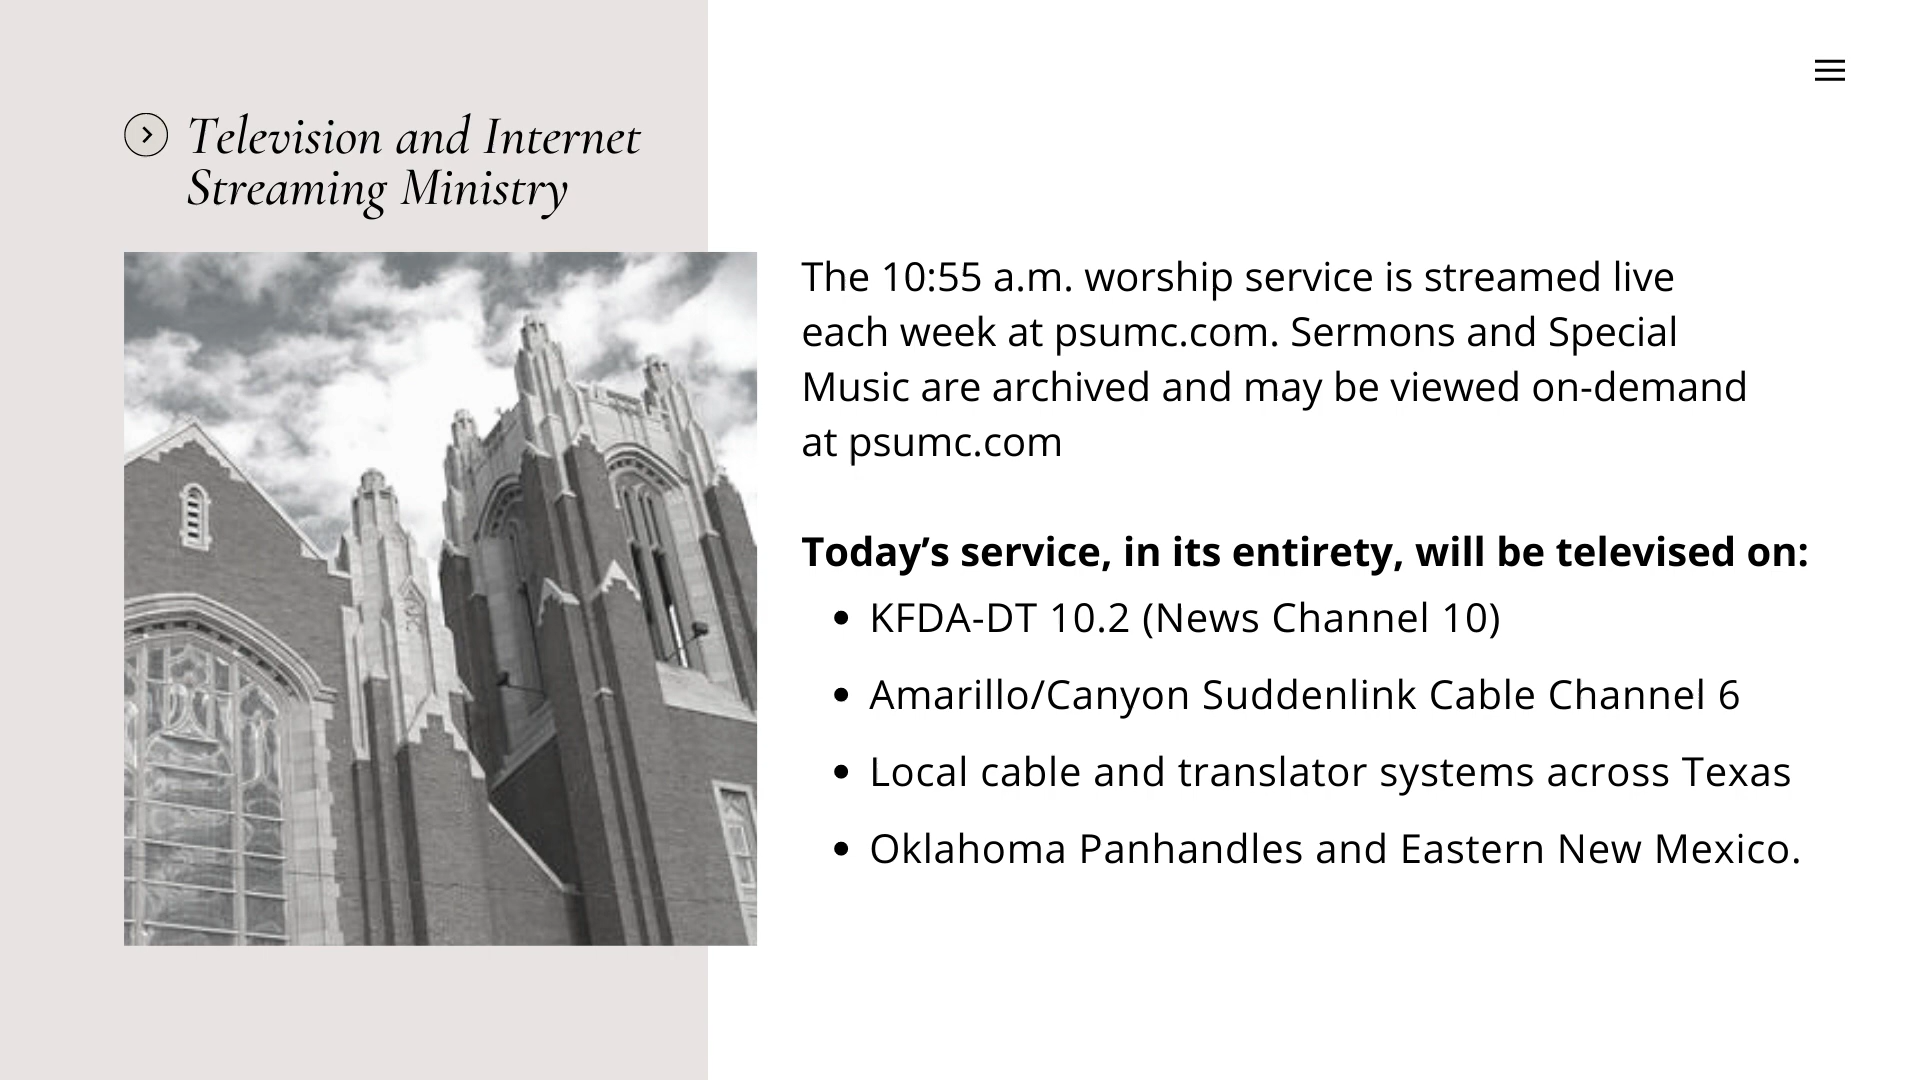 Television and Internet
Streaming Ministry
The 10:55 a.m. worship service is streamed live
each week at psumc.com. Sermons and Special
Music are archived and may be viewed on-demand
at psumc.com
Today’s service, in its entirety, will be televised on:
• KFDA-DT 10.2 (News Channel 10)
• Amarillo/Canyon Suddenlink Cable Channel 6
• Local cable and translator systems across Texas
• Oklahoma Panhandles and Eastern New Mexico.